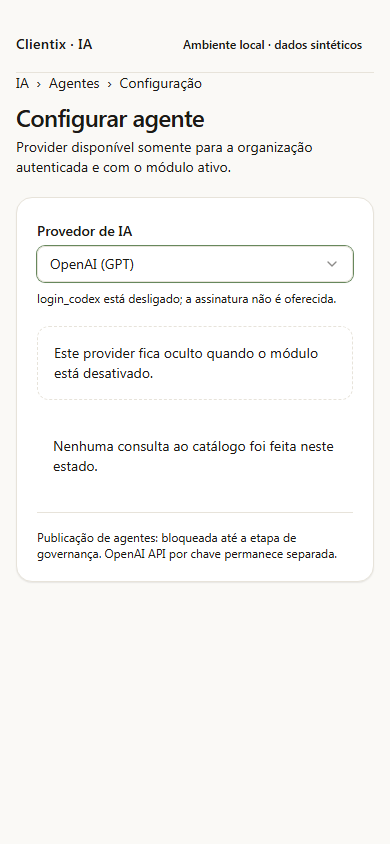 Clientix · IA
Ambiente local · dados sintéticos
IA › Agentes › Configuração
Configurar agente
Provider disponível somente para a organização
autenticada e com o módulo ativo.
Provedor de IA
OpenAI (GPT)
login_codex está desligado; a assinatura não é oferecida.
Este provider fica oculto quando o módulo
está desativado.
Nenhuma consulta ao catálogo foi feita neste
estado.
Publicação de agentes: bloqueada até a etapa de
governança. OpenAI API por chave permanece separada.